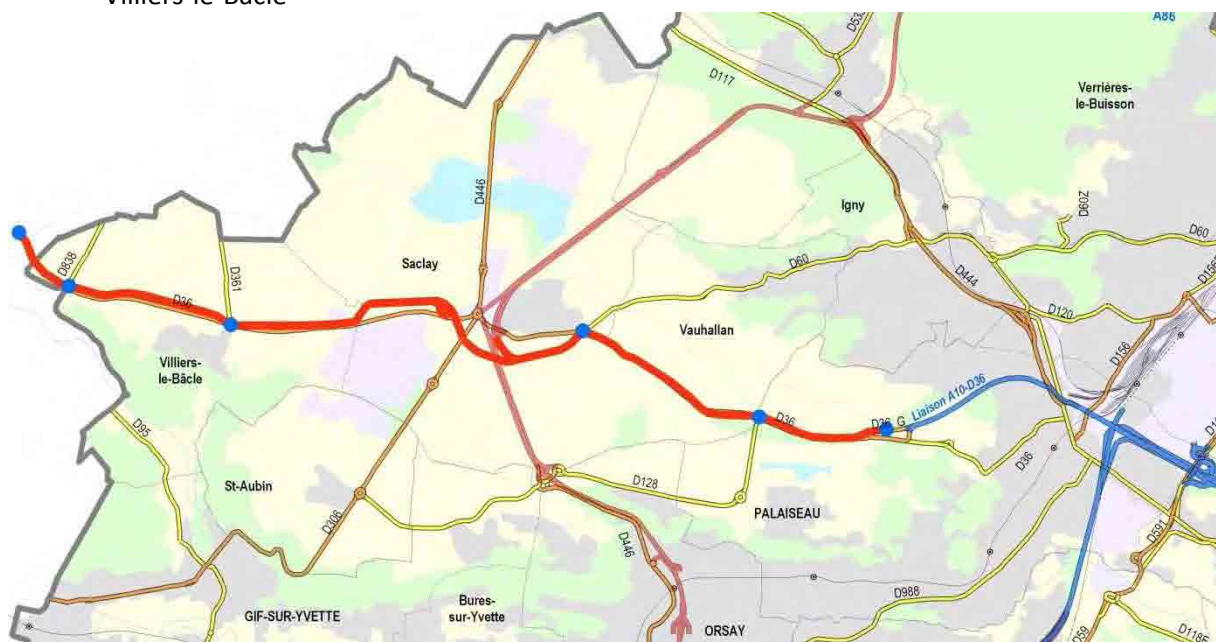 Villiers-le-Bâcle
A86
D117
Verrières-
le-Buisson
D446
D60Z
Igny
D60
D60
D838
D361
Saclay
D444
D36
D120
Vauhallan
D156
Villiers-
le-Bâcle
Liaison A10-D36
D36
D36
G
D95
D36
St-Aubin
D128
PALAISEAU
D306
D446
D591
D988
GIF-SUR-YVETTE
Bures-
sur-Yvette
ORSAY
D59
D118E